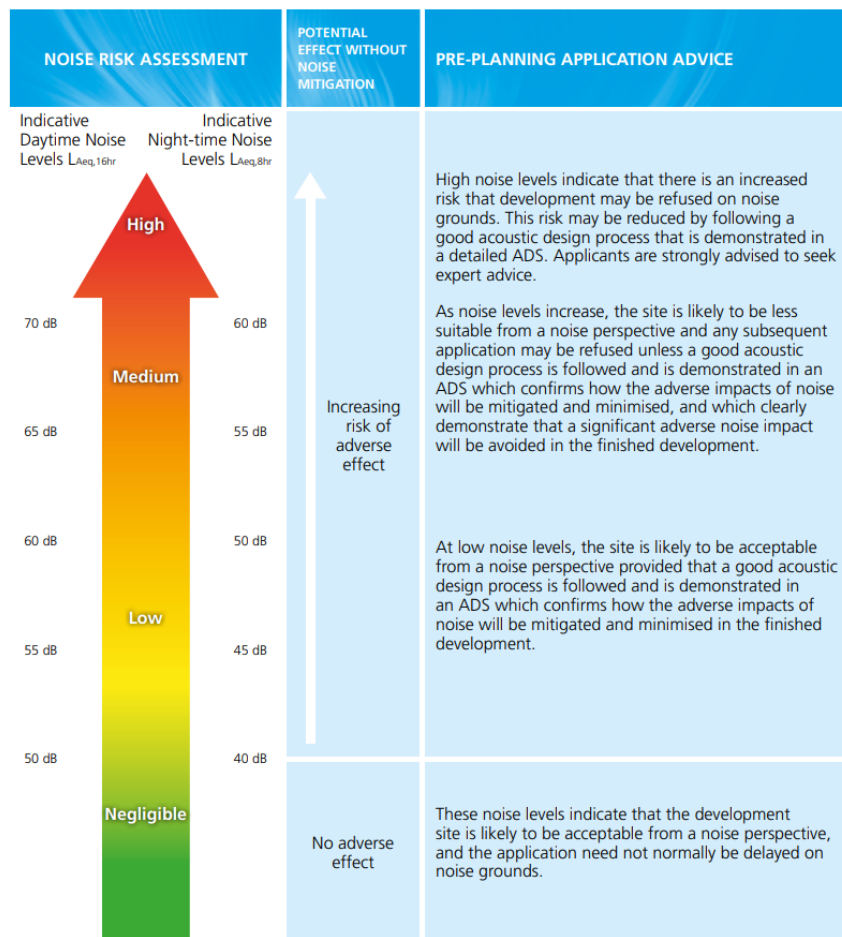 NOISE RISK ASSESSMENT
POTENTIAL
EFFECT WITHOUT
NOISE
MITIGATION
PRE-PLANNING APPLICATION ADVICE
Indicative
Daytime Noise
Levels LAeq,16hr
Indicative
Night-time Noise
Levels LAeq,8hr
High
70 dB
60 dB
Medium
65 dB
55 dB
60 dB
50 dB
Low
55 dB
45 dB
50 dB
40 dB
Negligible
Increasing
risk of
adverse
effect
No adverse
effect
High noise levels indicate that there is an increased
risk that development may be refused on noise
grounds. This risk may be reduced by following a
good acoustic design process that is demonstrated in
a detailed ADS. Applicants are strongly advised to seek
expert advice.
As noise levels increase, the site is likely to be less
suitable from a noise perspective and any subsequent
application may be refused unless a good acoustic
design process is followed and is demonstrated in an
ADS which confirms how the adverse impacts of noise
will be mitigated and minimised, and which clearly
demonstrate that a significant adverse noise impact
will be avoided in the finished development.
At low noise levels, the site is likely to be acceptable
from a noise perspective provided that a good acoustic
design process is followed and is demonstrated in
an ADS which confirms how the adverse impacts of
noise will be mitigated and minimised in the finished
development.
These noise levels indicate that the development
site is likely to be acceptable from a noise perspective,
and the application need not normally be delayed on
noise grounds.